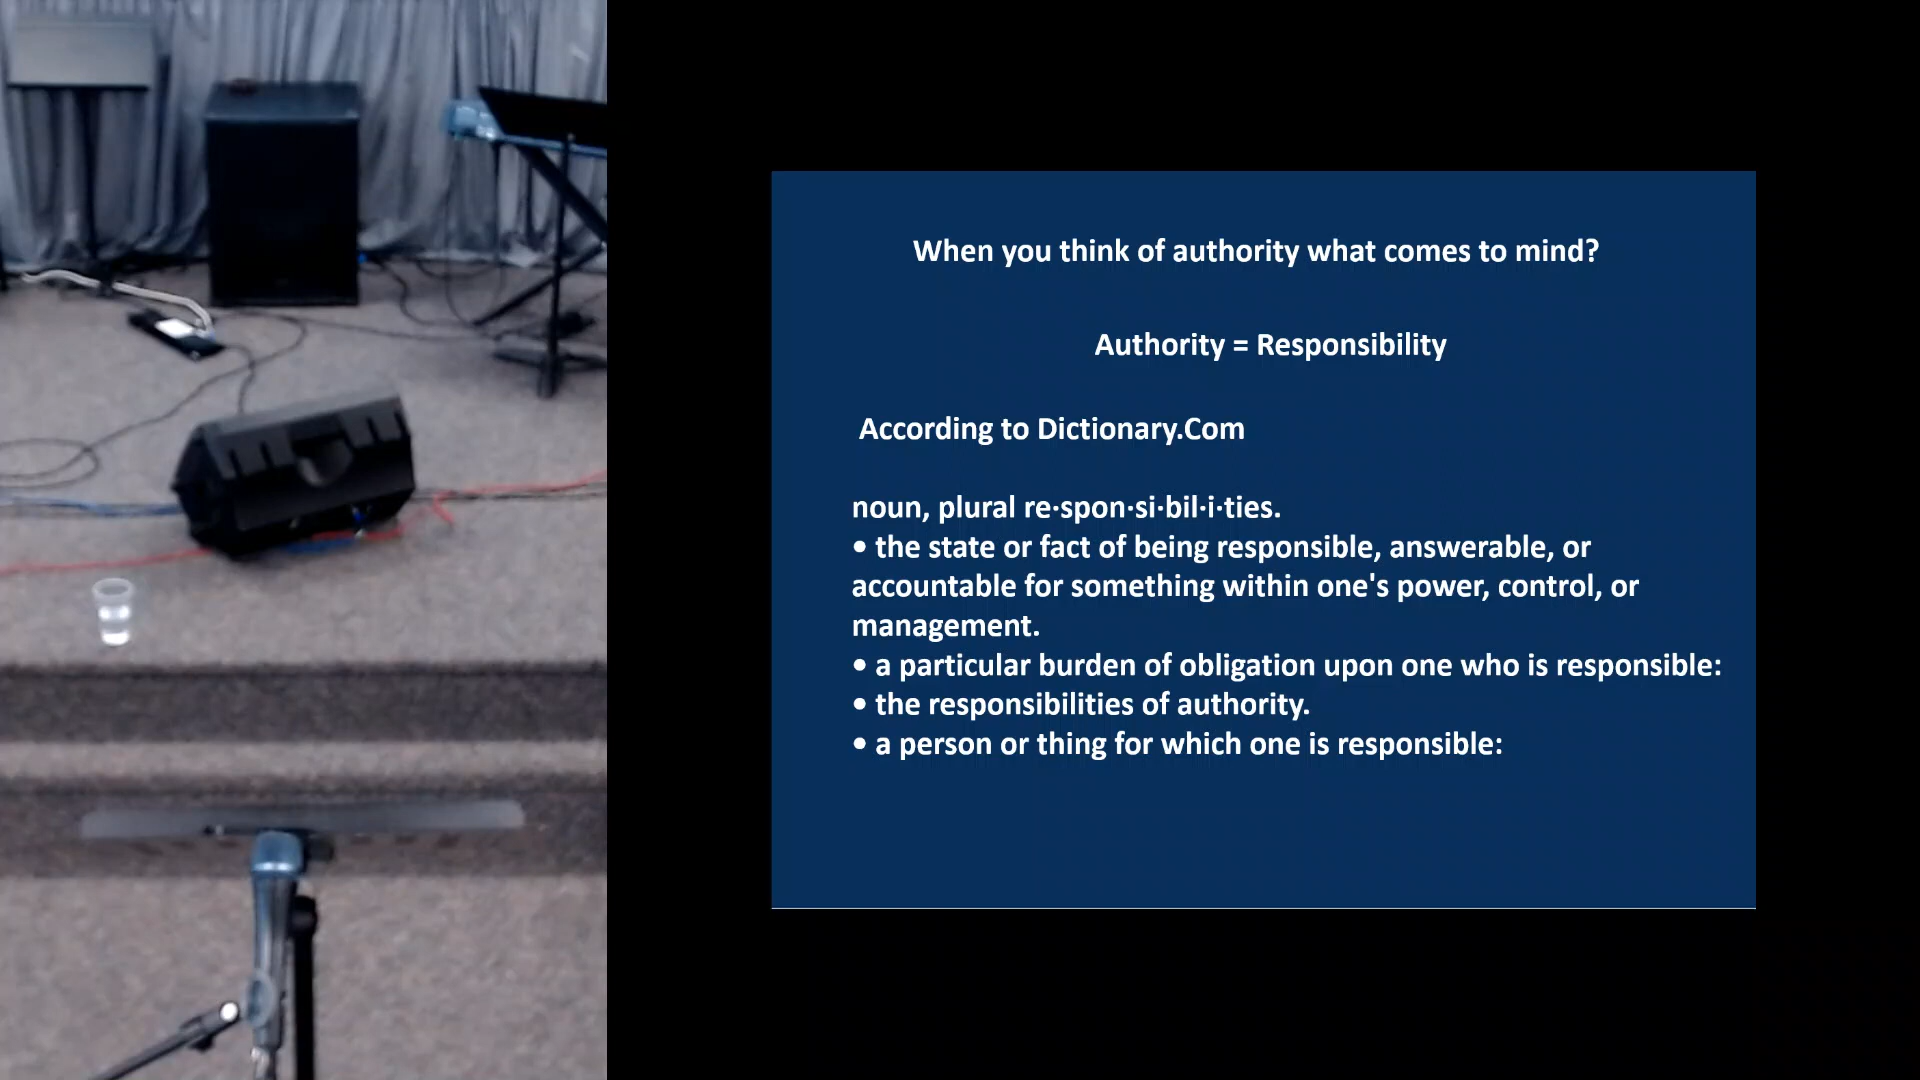 When you think of authority what comes to mind?
Authority = Responsibility
According to Dictionary.Com
noun, plural re·spon·si·bil·i·ties.
• the state or fact of being responsible, answerable, or
accountable for something within one's power, control, or
management.
• a particular burden of obligation upon one who is responsible:
• the responsibilities of authority.
• a person or thing for which one is responsible: